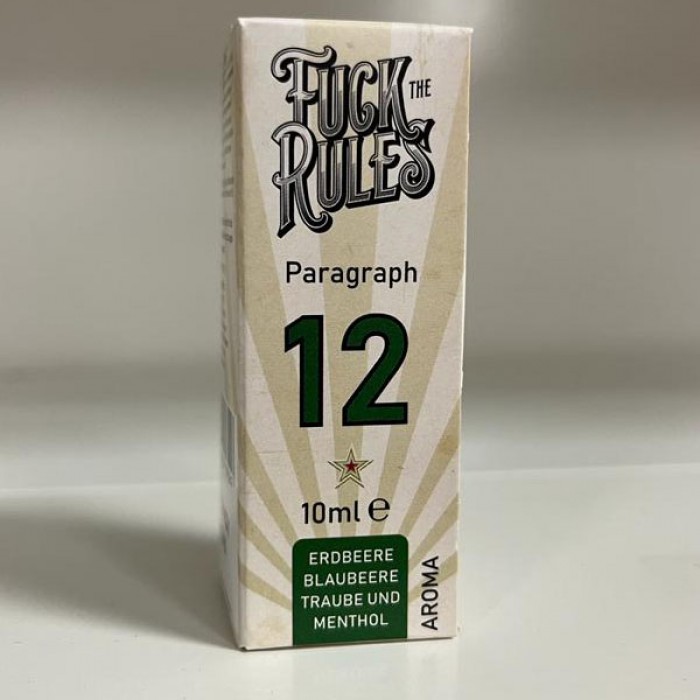 FUCK THE
RULES
Paragraph
12
10ml ℮
ERDBEERE
BLAUBEERE
TRAUBE UND
MENTHOL
AROMA